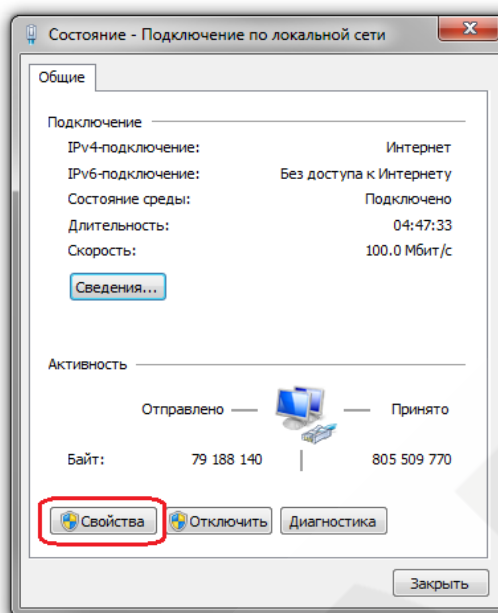 Состояние - Подключение по локальной сети
x
Общие
Подключение
IPv4-подключение: Интернет
IPv6-подключение: Без доступа к Интернету
Состояние среды: Подключено
Длительность: 04:47:33
Скорость: 100.0 Мбит/с
Сведения...
Активность
Отправлено — — Принято
Байт: 79 188 140 | 805 509 770
Свойства Отключить Диагностика
Закрыть